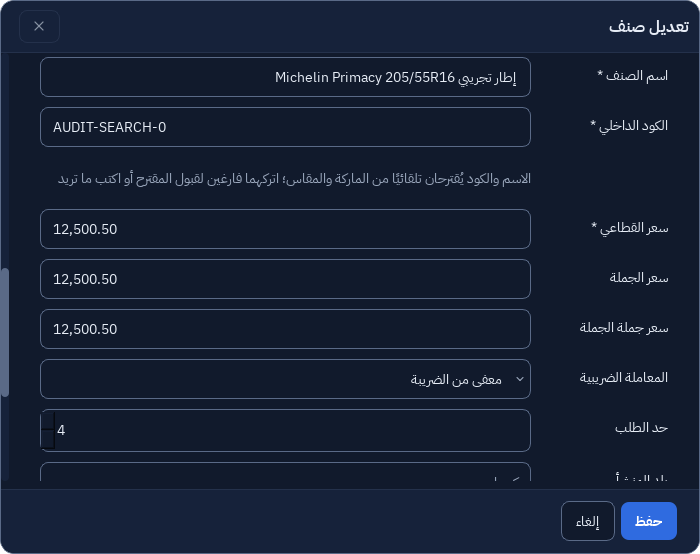 تعديل صنف
اسم الصنف *
إطار تجريبي Michelin Primacy 205/55R16
الكود الداخلي *
AUDIT-SEARCH-0
الاسم والكود يُقترحان تلقائيًا من الماركة والمقاس؛ اتركهما فارغين لقبول المقترح أو اكتب ما تريد
سعر القطاعي *
12,500.50
سعر الجملة
12,500.50
سعر جملة الجملة
12,500.50
المعاملة الضريبية
معفى من الضريبة
حد الطلب
4
حفظ
إلغاء